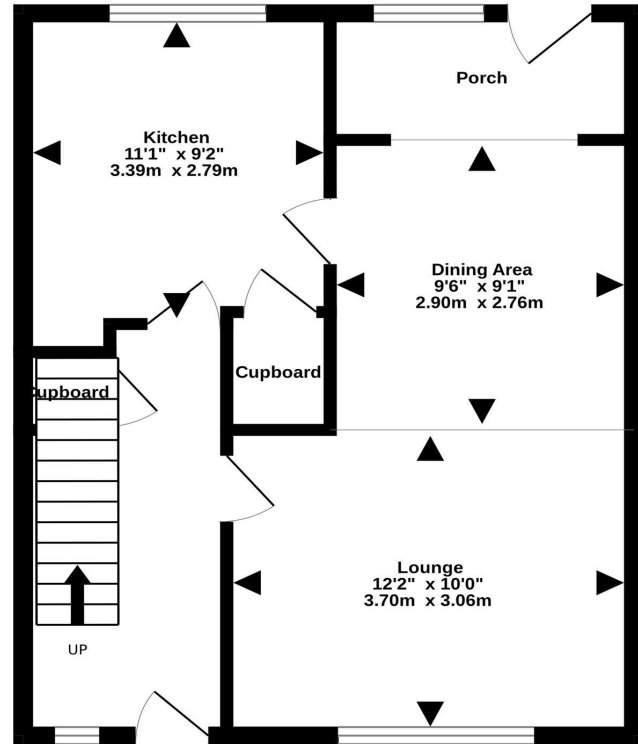 Porch
Kitchen
11'1" x 9'2"
3.39m x 2.79m
Dining Area
9'6" x 9'1"
2.90m x 2.76m
Cupboard
Cupboard
Lounge
12'2" x 10'0"
3.70m x 3.06m
UP